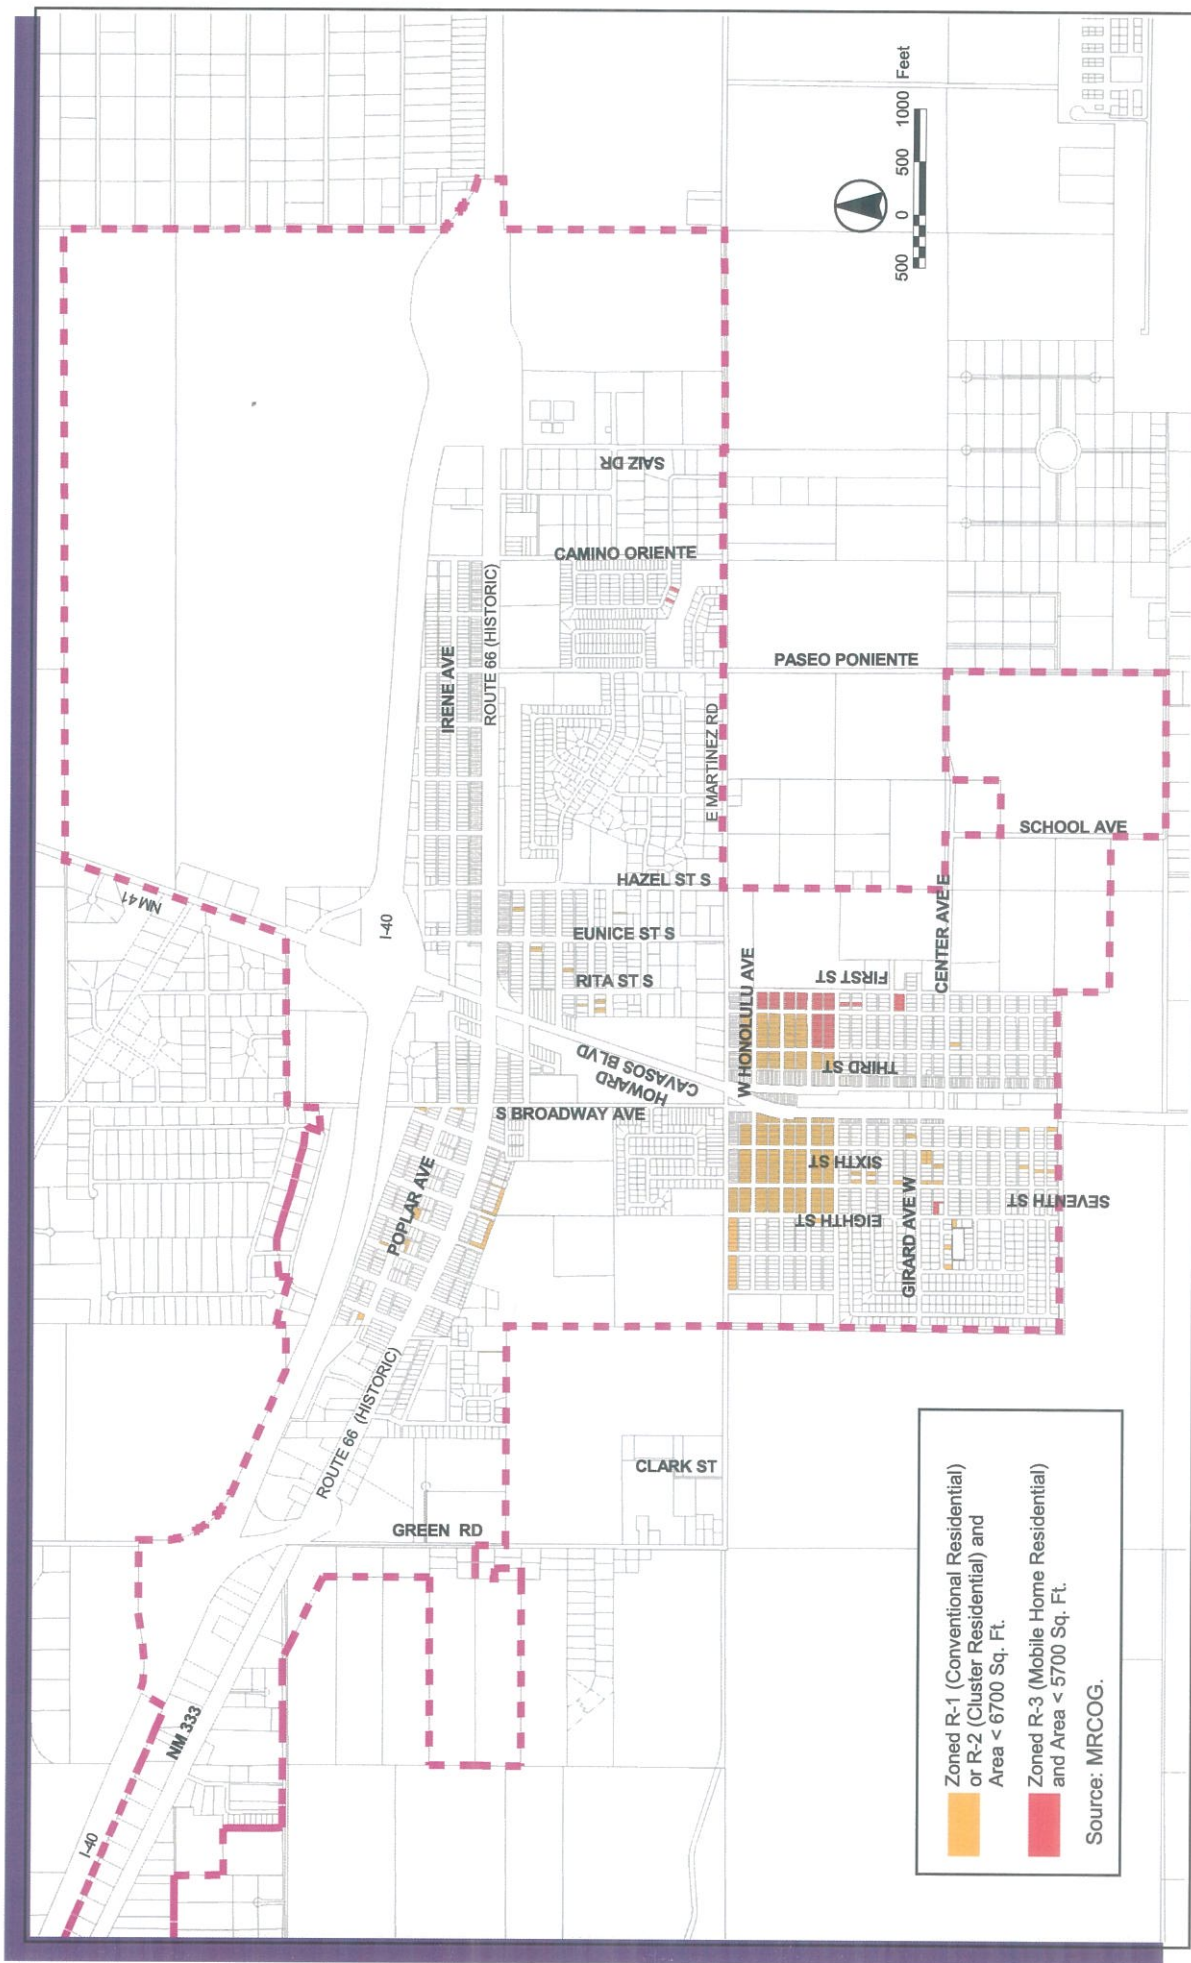 I-40
NM 333
GREEN RD
CLARK ST
ROUTE 66 (HISTORIC)
POPLAR AVE
S BROADWAY AVE
HOWARD
CAVASOS BLVD
NM 41
I-40
RITA ST S
EUNICE ST S
HAZEL ST S
IRENE AVE
ROUTE 66 (HISTORIC)
E MARTINEZ RD
CAMINO ORIENTE
SAIZ DR
PASEO PONIENTE
W HONOLULU AVE
FIRST ST
THIRD ST
SIXTH ST
EIGHTH ST
GIRARD AVE W
SEVENTH ST
CENTER AVE E
SCHOOL AVE
500 0 500 1000 Feet
Zoned R-1 (Conventional Residential)
or R-2 (Cluster Residential) and
Area < 6700 Sq. Ft.
Zoned R-3 (Mobile Home Residential)
and Area < 5700 Sq. Ft.
Source: MRCOG.